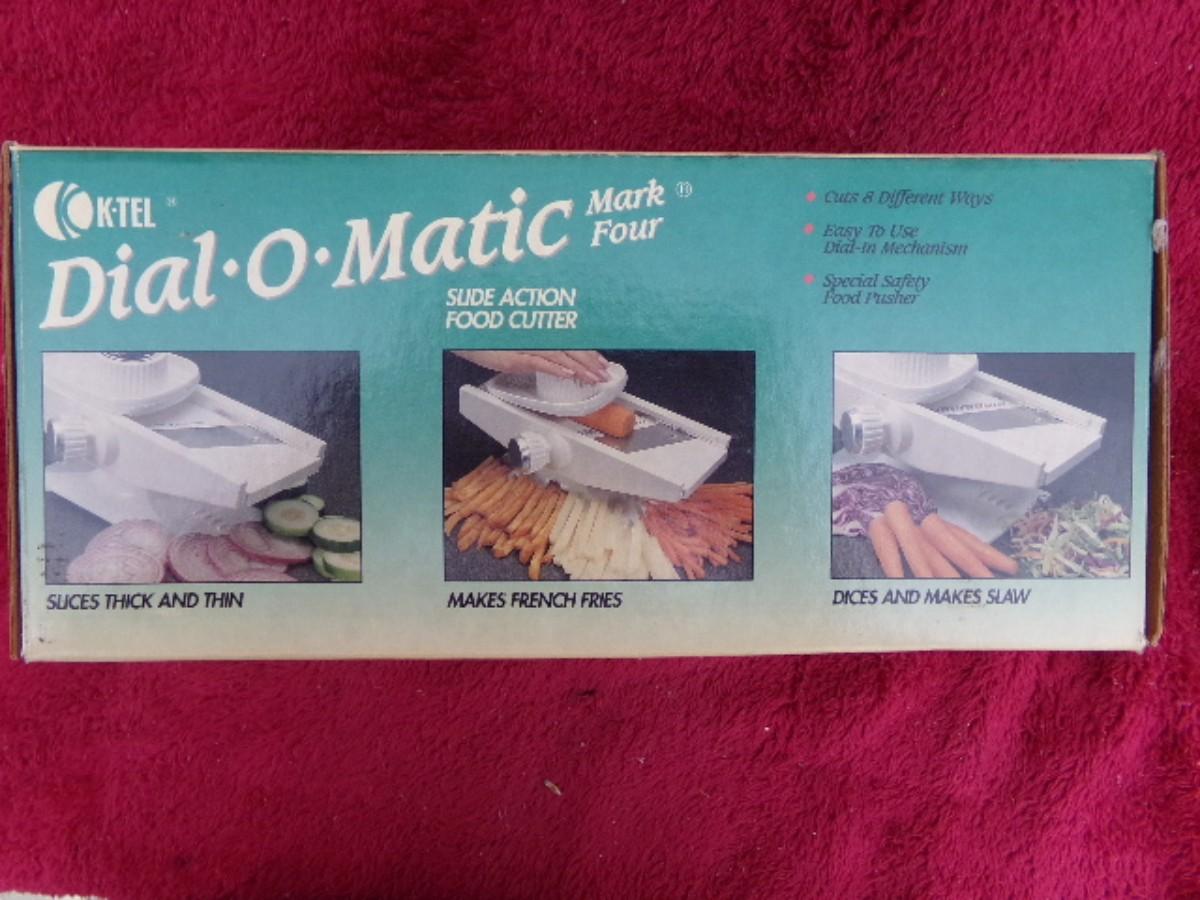 K·TEL ®
Dial·O·Matic Mark Four ®
SLIDE ACTION
FOOD CUTTER
Cuts 8 Different Ways
Easy To Use
Dial-In Mechanism
Special Safety
Food Pusher
SLICES THICK AND THIN
MAKES FRENCH FRIES
DICES AND MAKES SLAW